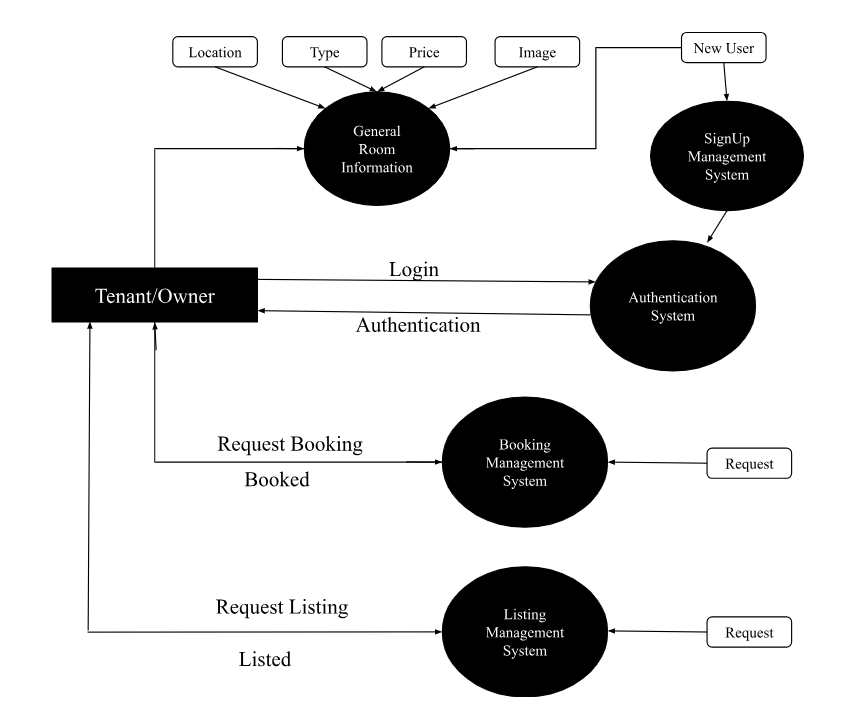 Location
Type
Price
Image
New User
General
Room
Information
SignUp
Management
System
Login
Tenant/Owner
Authentication
System
Authentication
Request Booking
Booked
Booking
Management
System
Request
Request Listing
Listed
Listing
Management
System
Request